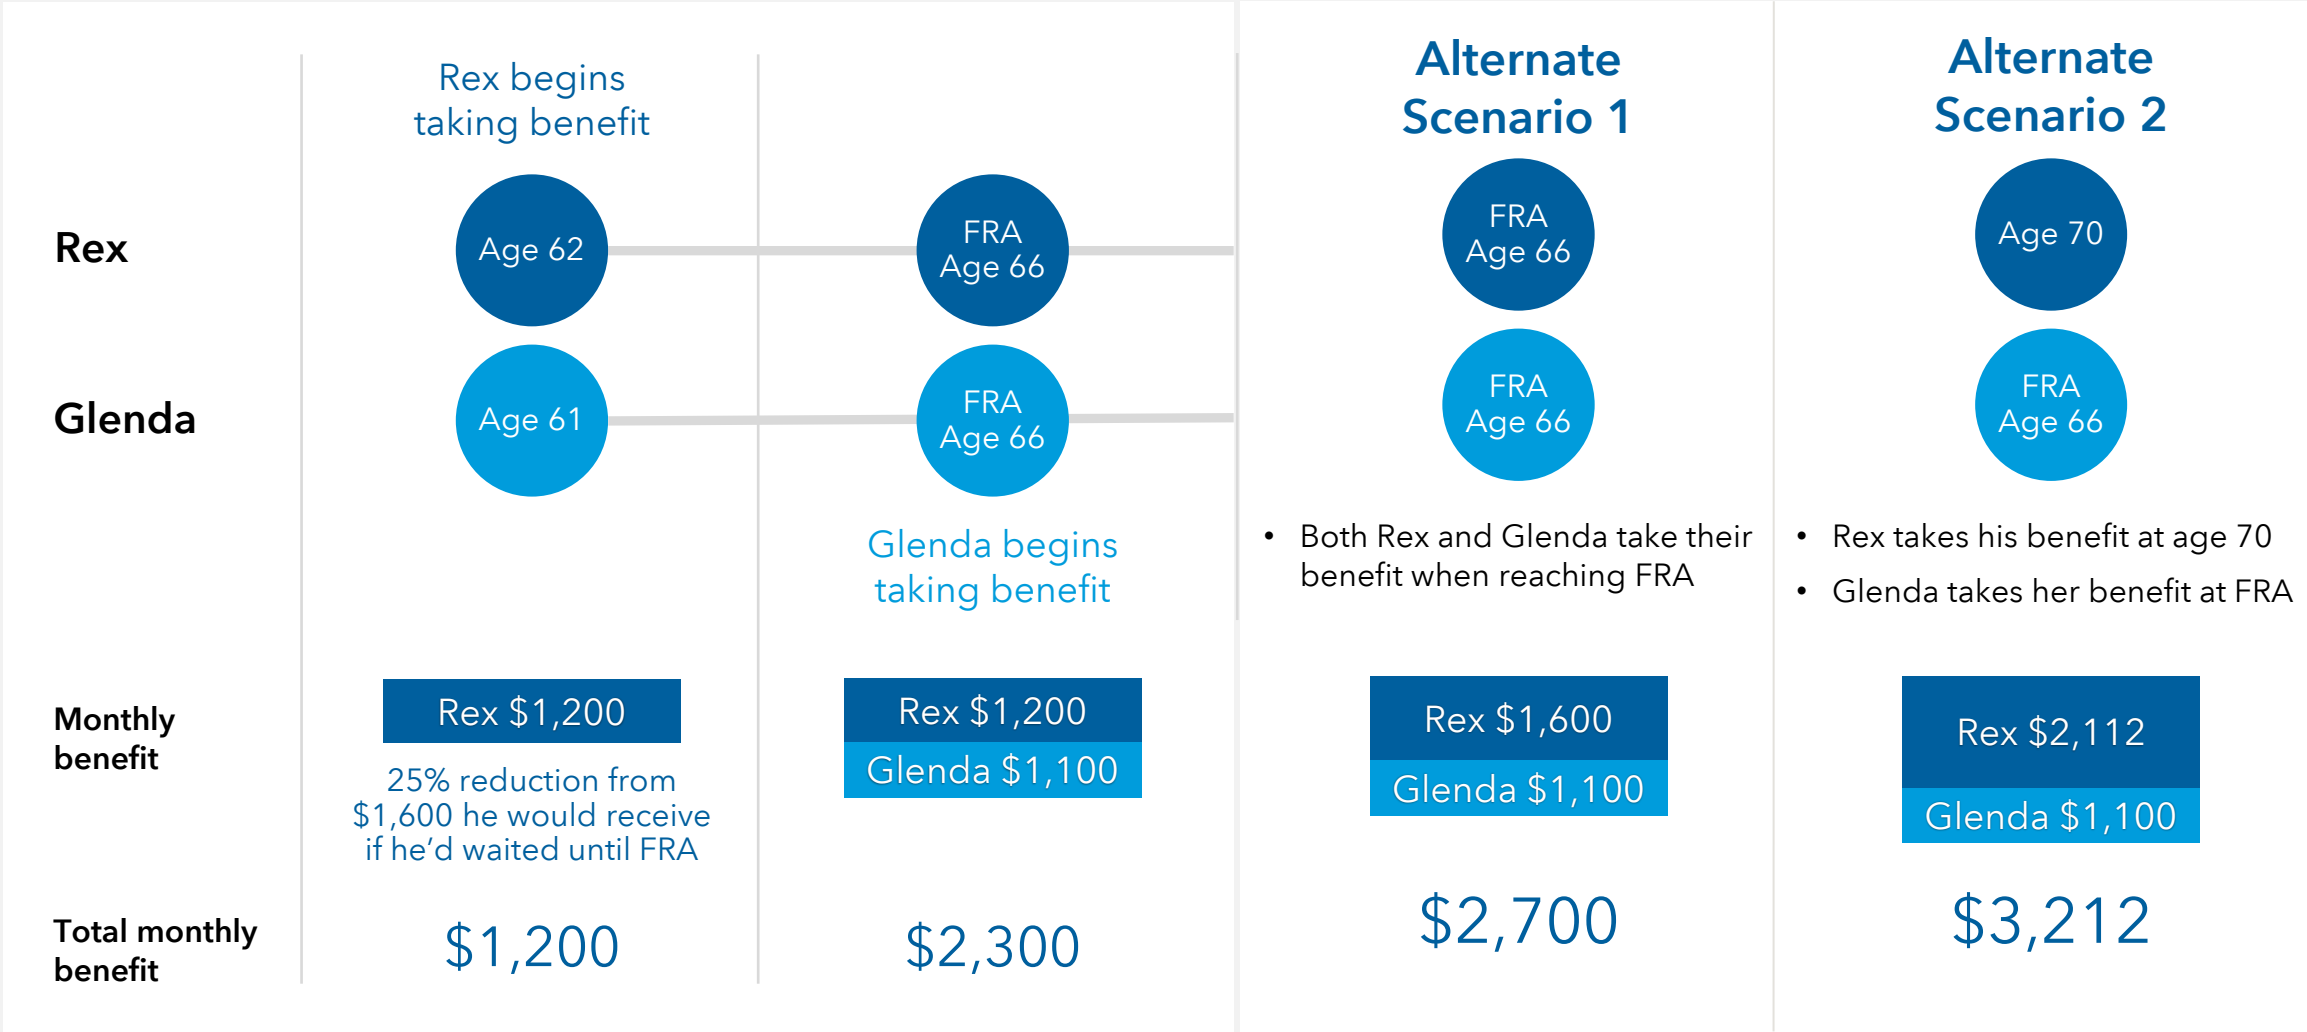 Rex begins
taking benefit
Alternate
Scenario 1
Alternate
Scenario 2
Rex
Age 62
FRA
Age 66
FRA
Age 66
Age 70
Glenda
Age 61
FRA
Age 66
FRA
Age 66
FRA
Age 66
Glenda begins
taking benefit
• Both Rex and Glenda take their
benefit when reaching FRA
• Rex takes his benefit at age 70
• Glenda takes her benefit at FRA
Monthly
benefit
Rex $1,200
25% reduction from
$1,600 he would receive
if he’d waited until FRA
Rex $1,200
Glenda $1,100
Rex $1,600
Glenda $1,100
Rex $2,112
Glenda $1,100
Total monthly
benefit
$1,200
$2,300
$2,700
$3,212